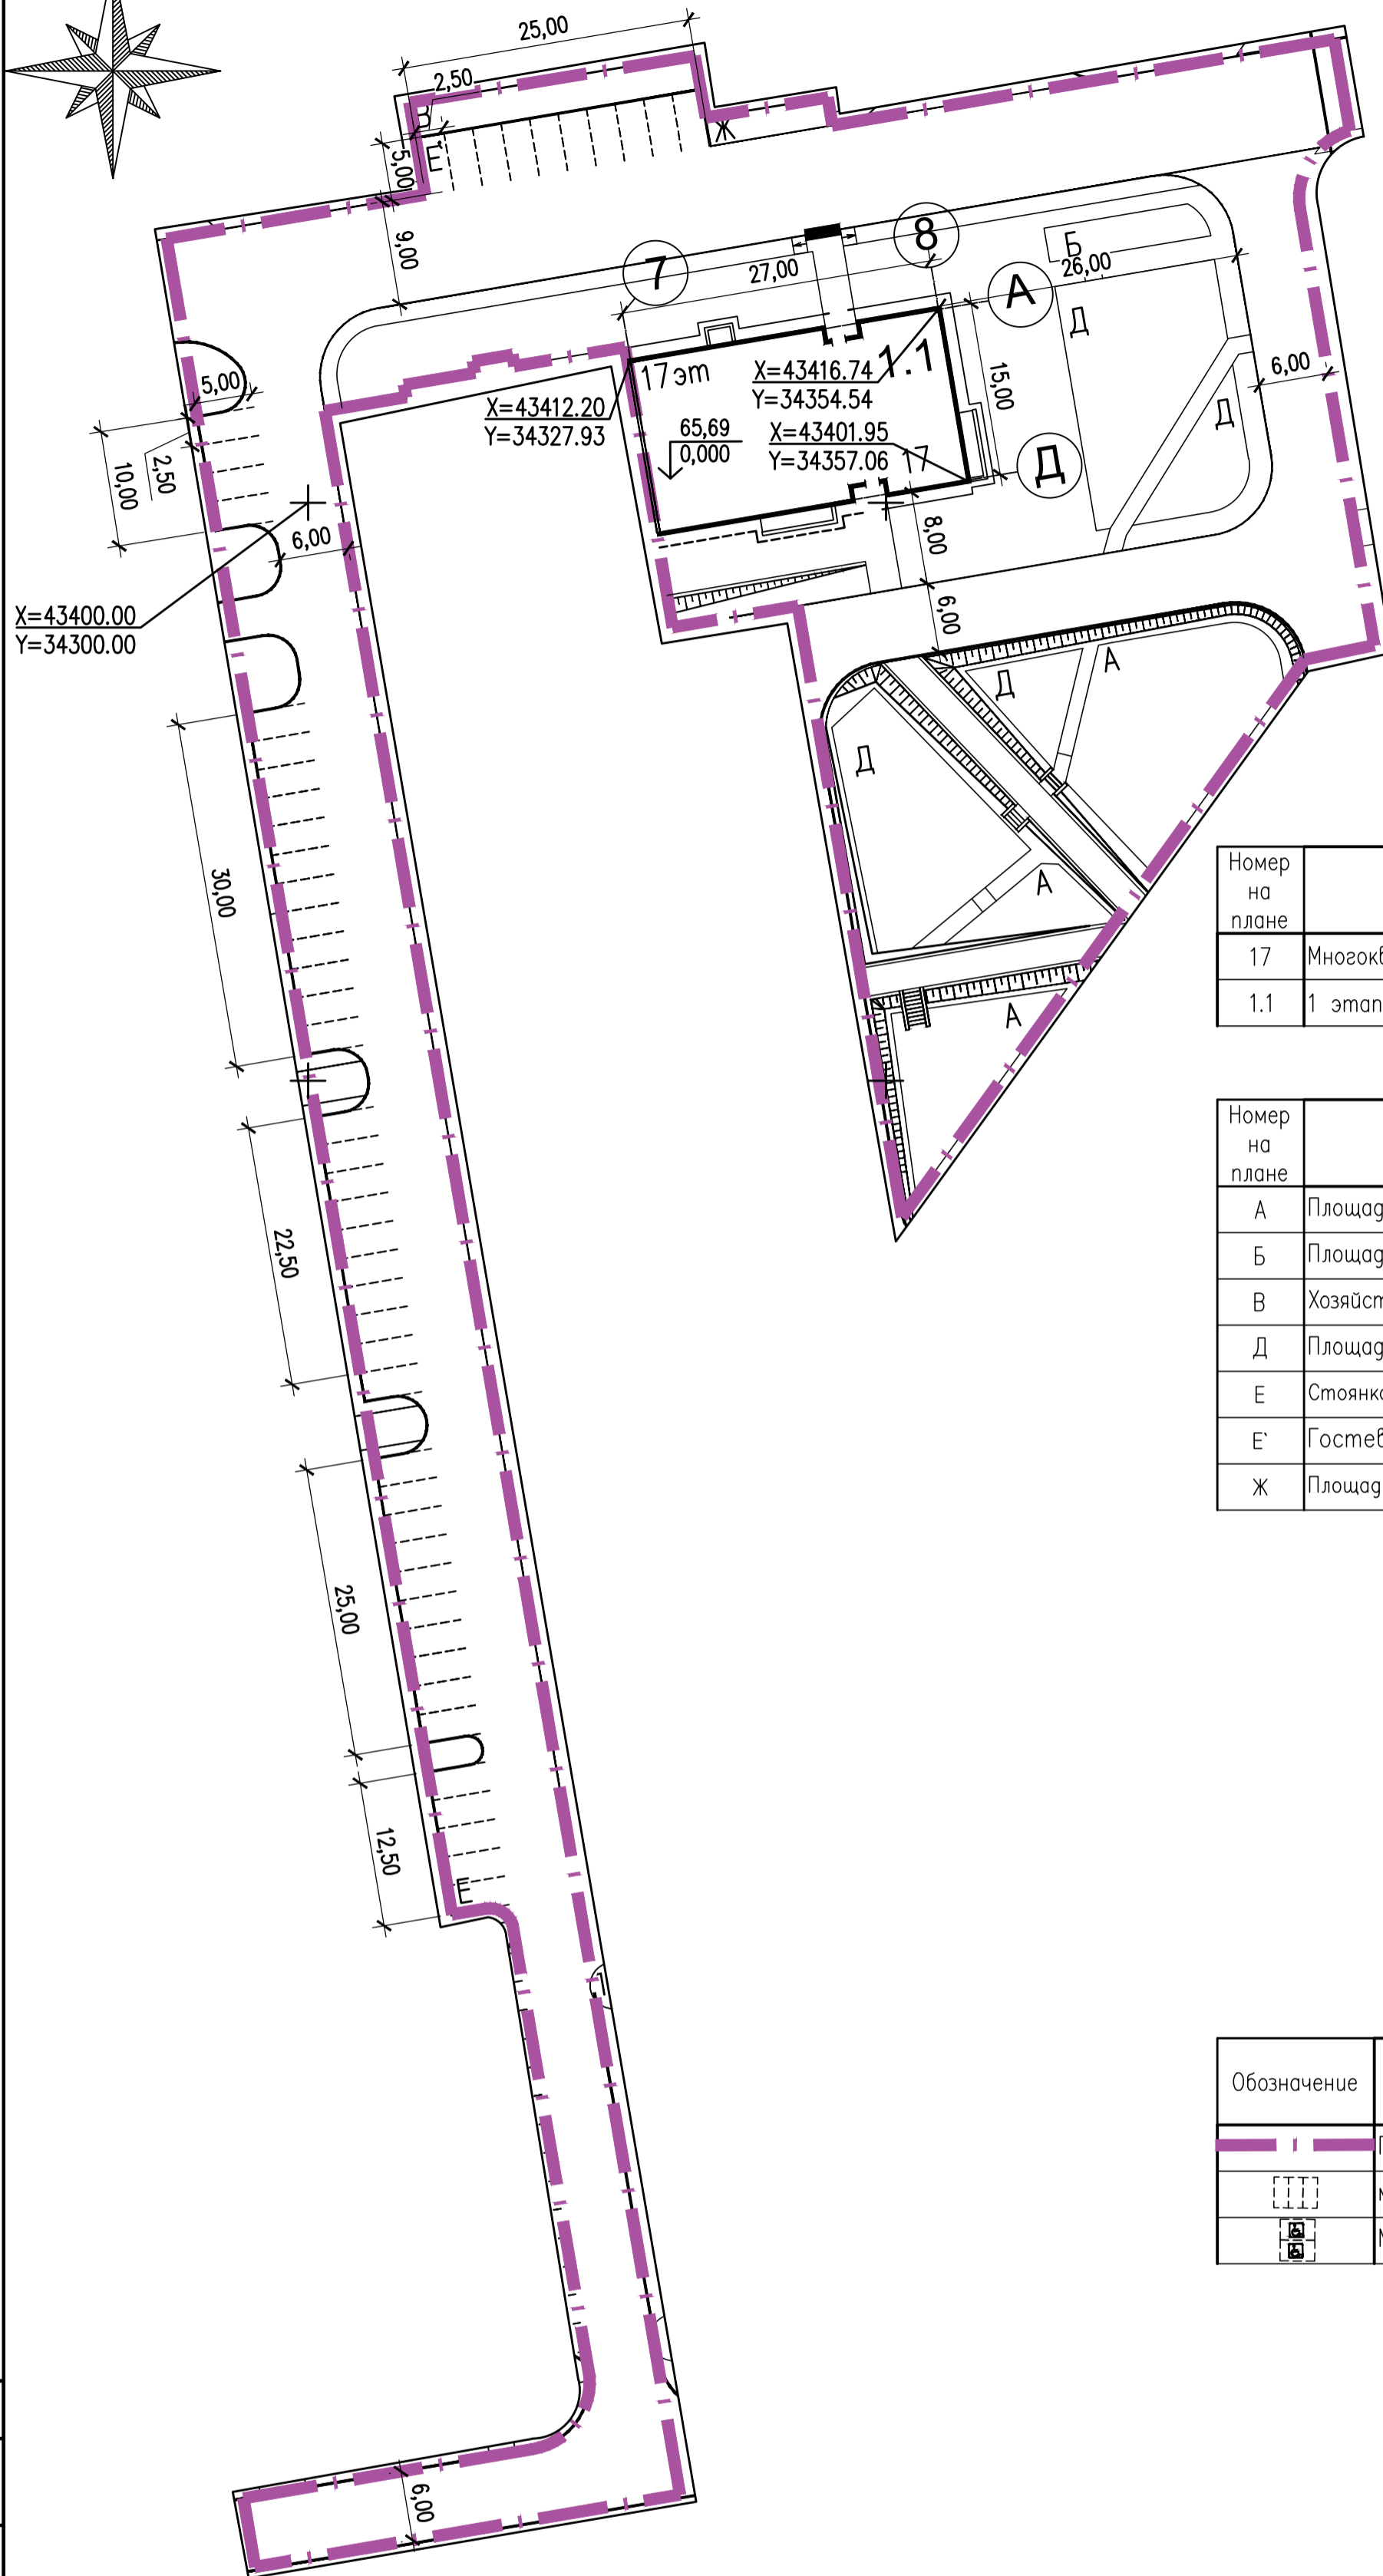 25,00
2,50
В
Ж
Е
5,00
9,00
7
27,00
8
А
Б
26,00
Д
17эт
X=43416.74
Y=34354.54
1.1
15,00
6,00
5,00
X=43412.20
Y=34327.93
65,69
0,000
X=43401.95
Y=34357.06
17
Д
Д
10,00
2,50
6,00
8,00
X=43400.00
Y=34300.00
6,00
Д
А
Д
30,00
А
А
Номер
на
плане
17
1.1
1 этап
Номер
на
плане
А
Б
В
Д
Е
Е`
Ж
22,50
25,00
12,50
Е
Обозначение
6,00